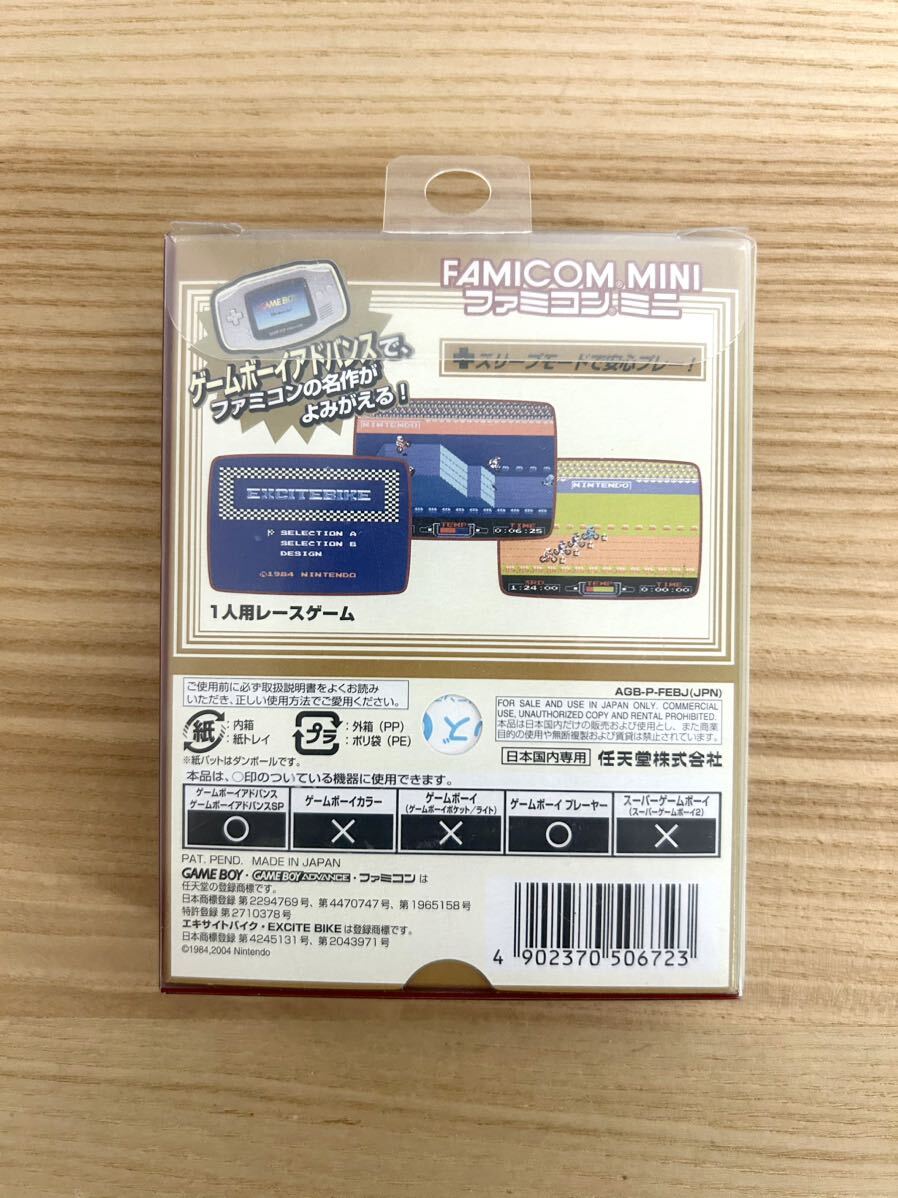 GAME BOY
FAMICOM MINI
ファミコン ミニ
ゲームボーイアドバンスで、
ファミコンの名作が
よみがえる!
スリープモードで安心プレー!
NINTENDO
TEMP TIME
0:06:25
EXCITEBIKE
SELECTION A
SELECTION B
DESIGN
©1984 NINTENDO
NINTENDO
3RD TEMP TIME
1:24:00 0:00:00
1人用レースゲーム
ご使用前に必ず取扱説明書をよくお読み
いただき、正しい使用方法でご愛用ください。
紙 :内箱
:紙トレイ
プラ :外箱(PP)
:ポリ袋(PE)
※紙パットはダンボールです。
ズ
AGB-P-FEBJ(JPN)
FOR SALE AND USE IN JAPAN ONLY. COMMERCIAL
USE, UNAUTHORIZED COPY AND RENTAL PROHIBITED.
本品は日本国内だけの販売および使用とし、また商業
目的の使用や無断複製および賃貸は禁止されています。
日本国内専用 任天堂株式会社
本品は、○印のついている機器に使用できます。
ゲームボーイアドバンス
ゲームボーイアドバンスSP
○
ゲームボーイカラー
×
ゲームボーイ
(ゲームボーイポケット/ライト)
×
ゲームボーイ プレーヤー
○
スーパーゲームボーイ
(スーパーゲームボーイ2)
×
PAT. PEND. MADE IN JAPAN
GAME BOY・GAME BOY ADVANCE・ファミコン は
任天堂の登録商標です。
日本商標登録 第2294769号、第4470747号、第1965158号
特許登録 第2710378号
エキサイトバイク・EXCITE BIKEは登録商標です。
日本商標登録 第4245131号、第2043971号
©1984,2004 Nintendo
4 902370 506723